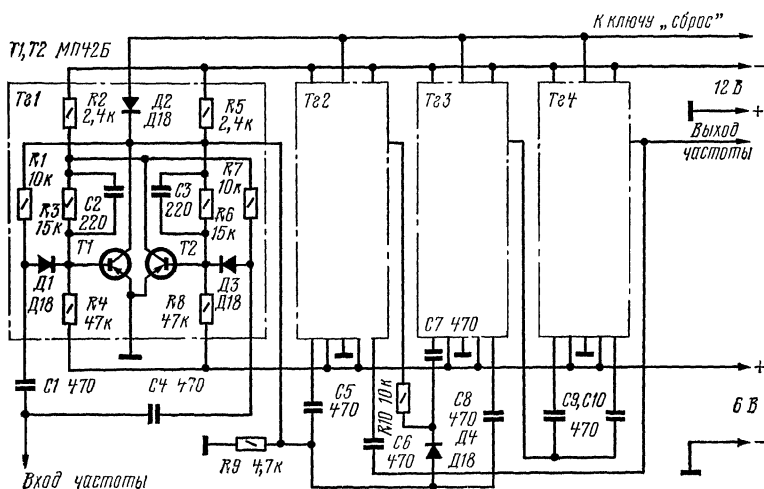 К ключу „сброс"
Т1, Т2 МП42Б
Тг1
Тг2
Тг3
Тг4
12 В
Выход
частоты
R2
2,4к
Д2
Д18
R5
2,4к
R1
10к
R3
15к
C2
220
C3
220
R7
10к
R6
15к
Т1
Т2
Д1
Д18
R4
47к
R8
47к
Д3
Д18
C1 470
C4 470
C5
470
R10 10к
C6
470
C7 470
C8
470
Д4
Д18
C9, C10
470
6 В
R9 4,7к
Вход частоты